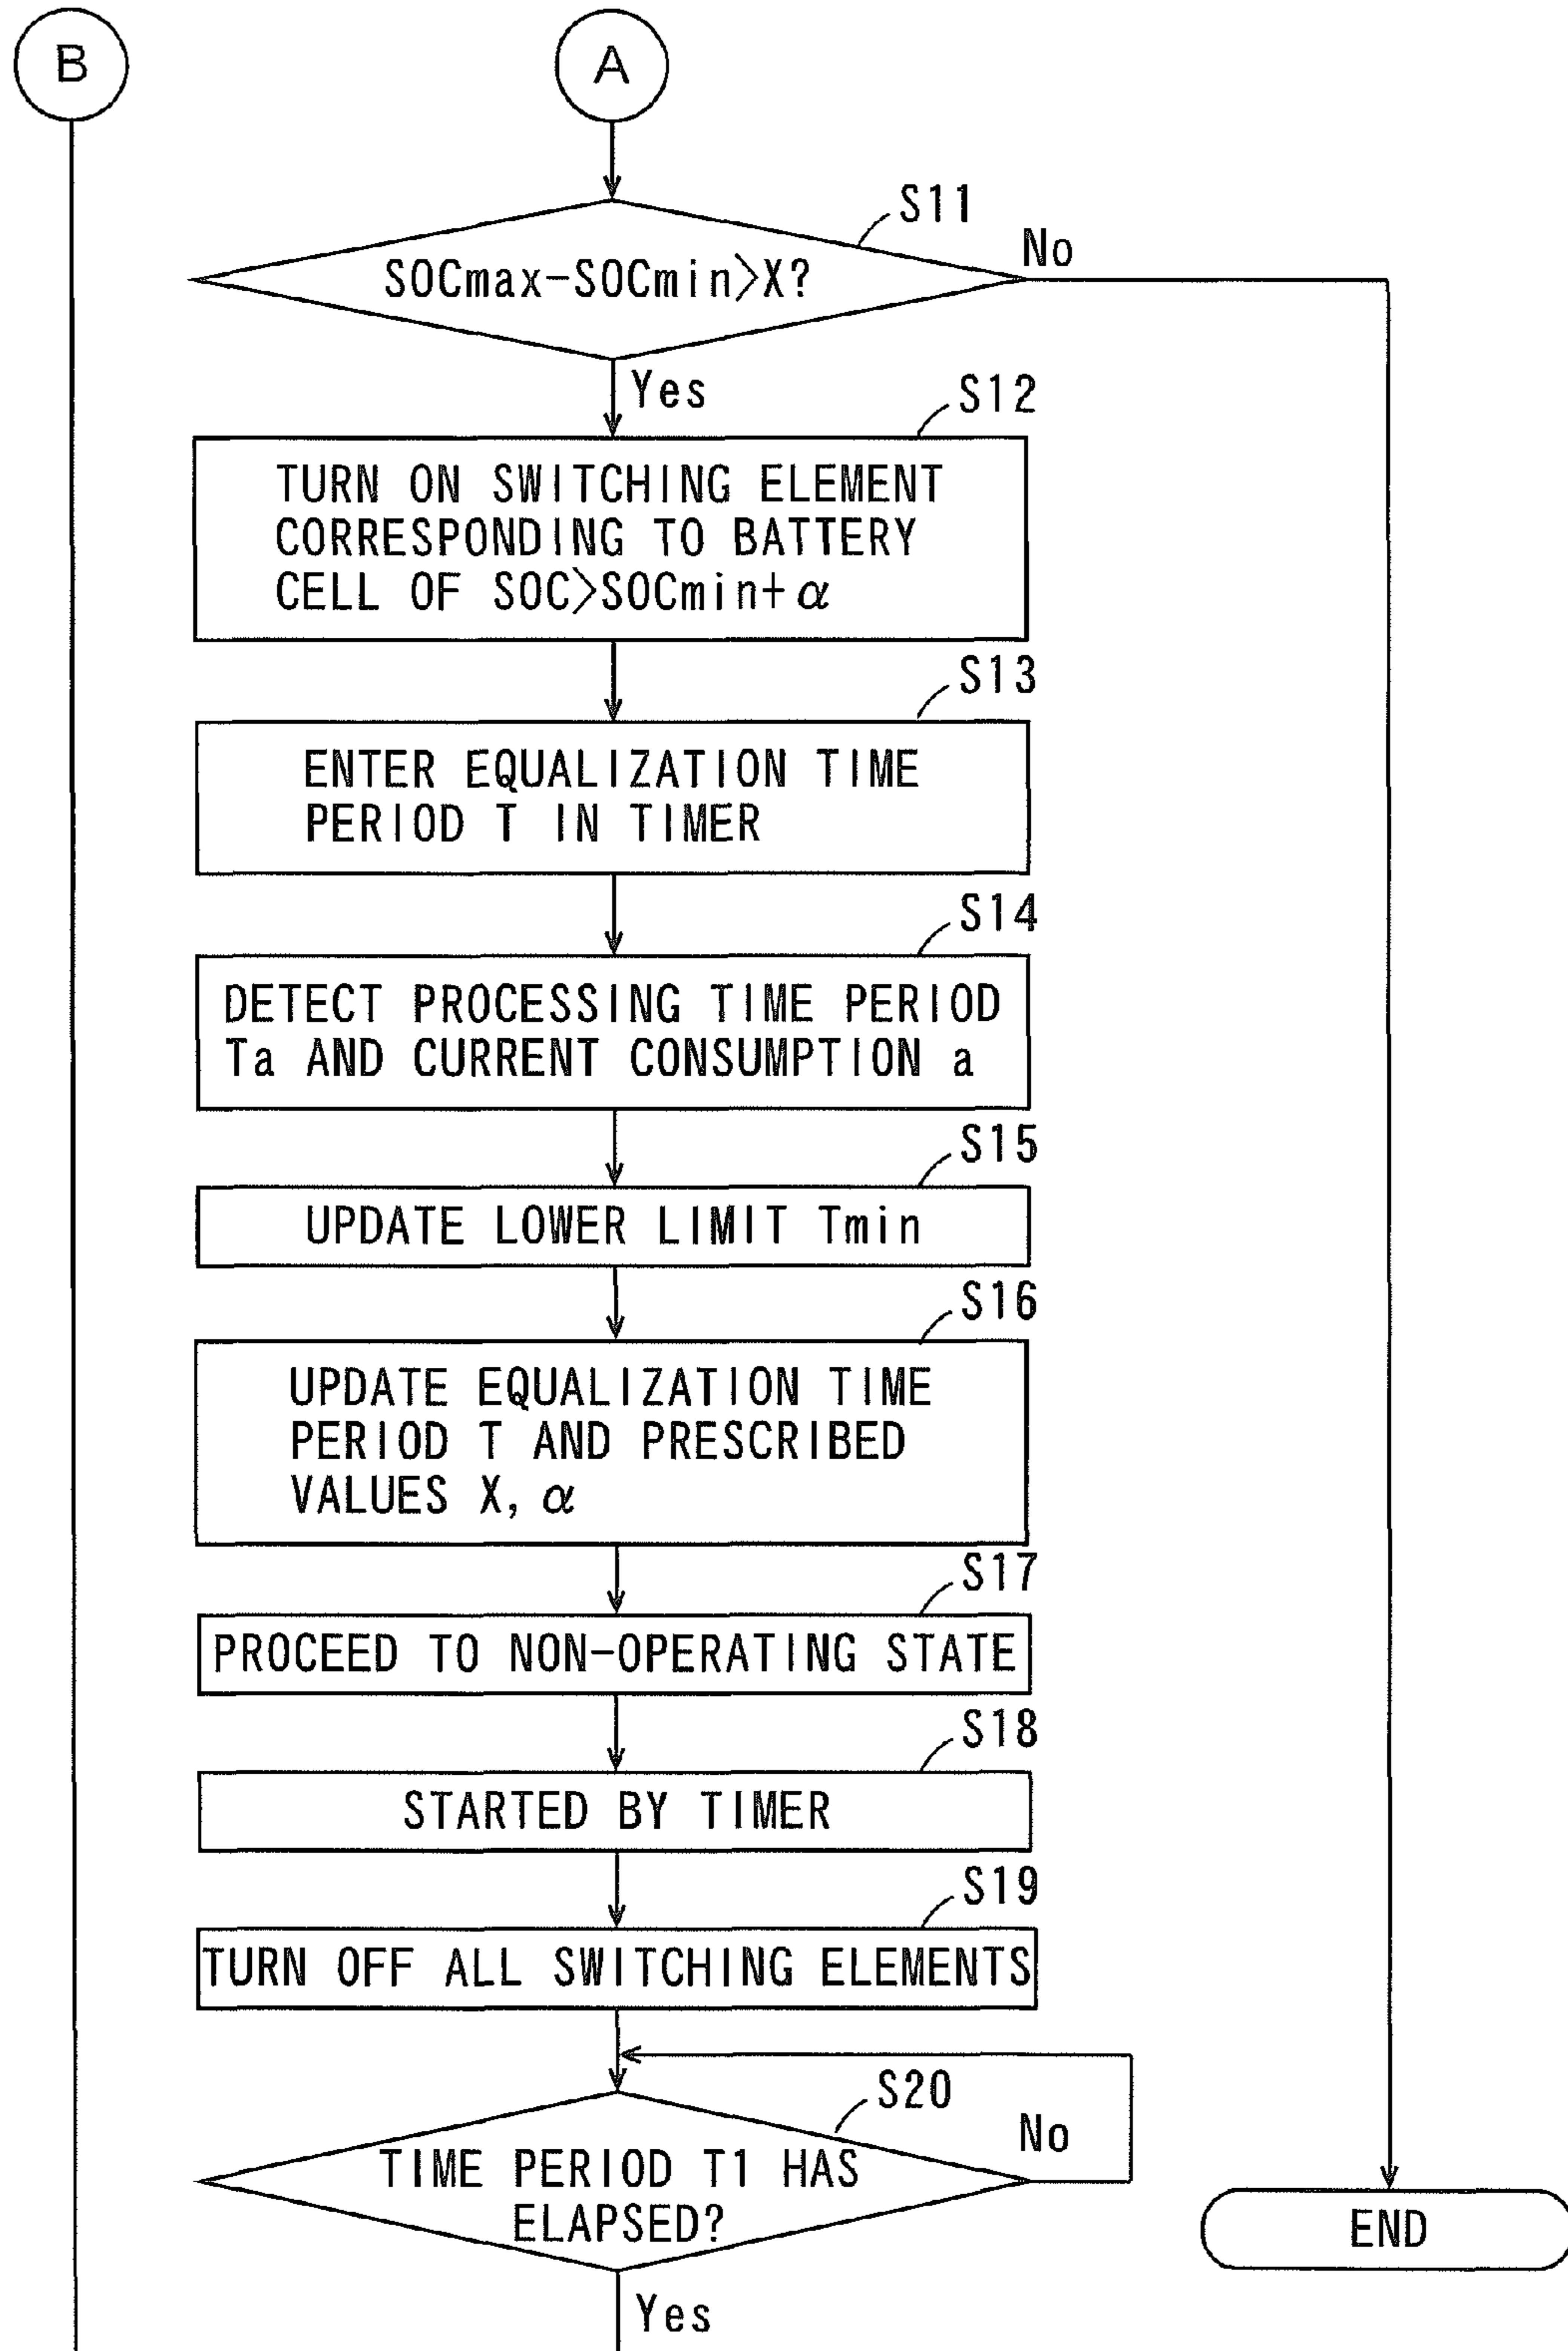 B
A
S11
SOCmax-SOCmin>X?
No
Yes
S12
TURN ON SWITCHING ELEMENT
CORRESPONDING TO BATTERY
CELL OF SOC>SOCmin+α
S13
ENTER EQUALIZATION TIME
PERIOD T IN TIMER
S14
DETECT PROCESSING TIME PERIOD
Ta AND CURRENT CONSUMPTION a
S15
UPDATE LOWER LIMIT Tmin
S16
UPDATE EQUALIZATION TIME
PERIOD T AND PRESCRIBED
VALUES X, α
S17
PROCEED TO NON-OPERATING STATE
S18
STARTED BY TIMER
S19
TURN OFF ALL SWITCHING ELEMENTS
S20
TIME PERIOD T1 HAS
ELAPSED?
No
Yes
END